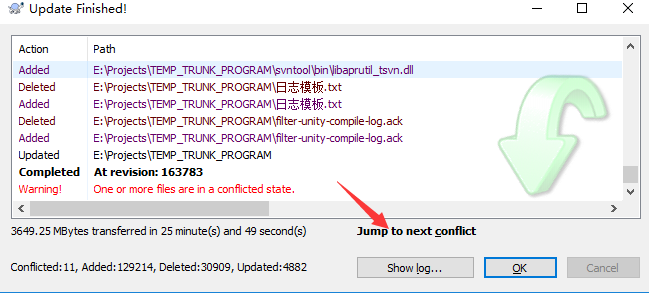 Update Finished!
Action Path
Added E:\Projects\TEMP_TRUNK_PROGRAM\svntool\bin\libaprutil_tsvn.dll
Deleted E:\Projects\TEMP_TRUNK_PROGRAM\日志模板.txt
Added E:\Projects\TEMP_TRUNK_PROGRAM\日志模板.txt
Deleted E:\Projects\TEMP_TRUNK_PROGRAM\filter-unity-compile-log.ack
Added E:\Projects\TEMP_TRUNK_PROGRAM\filter-unity-compile-log.ack
Updated E:\Projects\TEMP_TRUNK_PROGRAM
Completed At revision: 163783
Warning! One or more files are in a conflicted state.
3649.25 MBytes transferred in 25 minute(s) and 49 second(s) Jump to next conflict
Conflicted:11, Added:129214, Deleted:30909, Updated:4882 Show log... OK Cancel